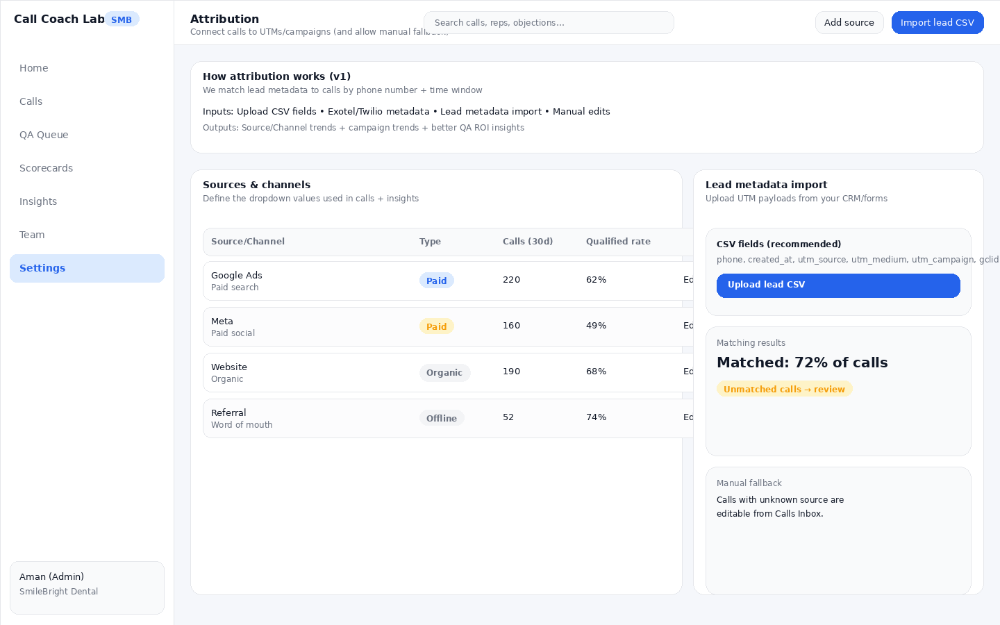 Call Coach Lab SMB
Home
Calls
QA Queue
Scorecards
Insights
Team
Settings
Aman (Admin)
SmileBright Dental
Attribution
Connect calls to UTMs/campaigns (and allow manual fallback)
Search calls, reps, objections...
Add source
Import lead CSV
How attribution works (v1)
We match lead metadata to calls by phone number + time window
Inputs: Upload CSV fields • Exotel/Twilio metadata • Lead metadata import • Manual edits
Outputs: Source/Channel trends + campaign trends + better QA ROI insights
Sources & channels
Define the dropdown values used in calls + insights
Source/Channel Type Calls (30d) Qualified rate
Google Ads
Paid search
Paid 220 62% Ed
Meta
Paid social
Paid 160 49% Ed
Website
Organic
Organic 190 68% Ed
Referral
Word of mouth
Offline 52 74% Ed
Lead metadata import
Upload UTM payloads from your CRM/forms
CSV fields (recommended)
phone, created_at, utm_source, utm_medium, utm_campaign, gclid
Upload lead CSV
Matching results
Matched: 72% of calls
Unmatched calls → review
Manual fallback
Calls with unknown source are
editable from Calls Inbox.